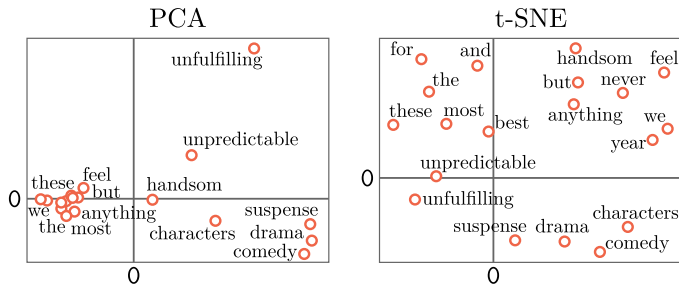 PCA
unfulfilling
unpredictable
these
feel
but
handsom
0
we
anything
the most
characters
suspense
drama
comedy
0
t-SNE
for
and
handsom
feel
the
but
never
these
most
best
anything
we
year
unpredictable
0
unfulfilling
suspense
drama
characters
comedy
0